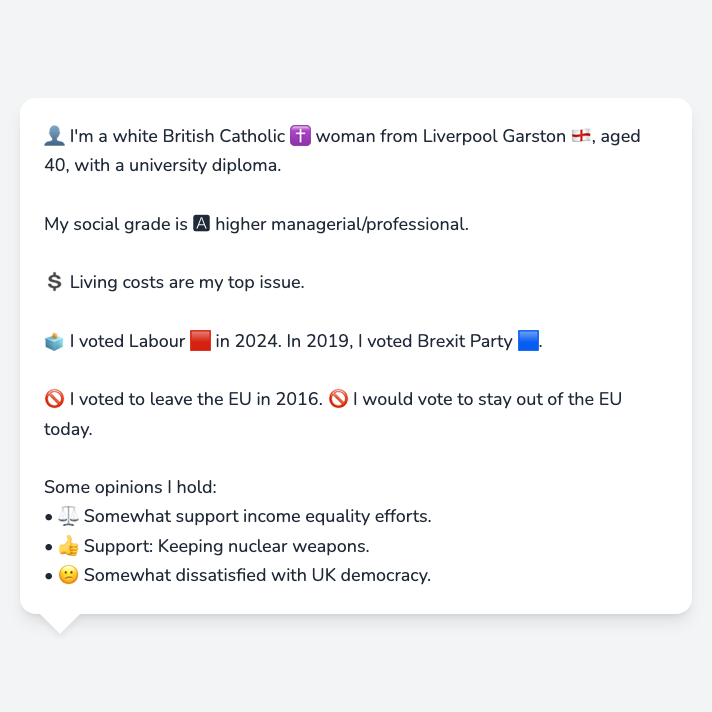 👤 I'm a white British Catholic ✝️ woman from Liverpool Garston 🏴󠁧󠁢󠁥󠁮󠁧󠁿, aged
40, with a university diploma.
My social grade is 🅰 higher managerial/professional.
💲 Living costs are my top issue.
🗳️ I voted Labour 🟥 in 2024. In 2019, I voted Brexit Party 🟦.
🚫 I voted to leave the EU in 2016. 🚫 I would vote to stay out of the EU
today.
Some opinions I hold:
• ⚖️ Somewhat support income equality efforts.
• 👍 Support: Keeping nuclear weapons.
• 😕 Somewhat dissatisfied with UK democracy.